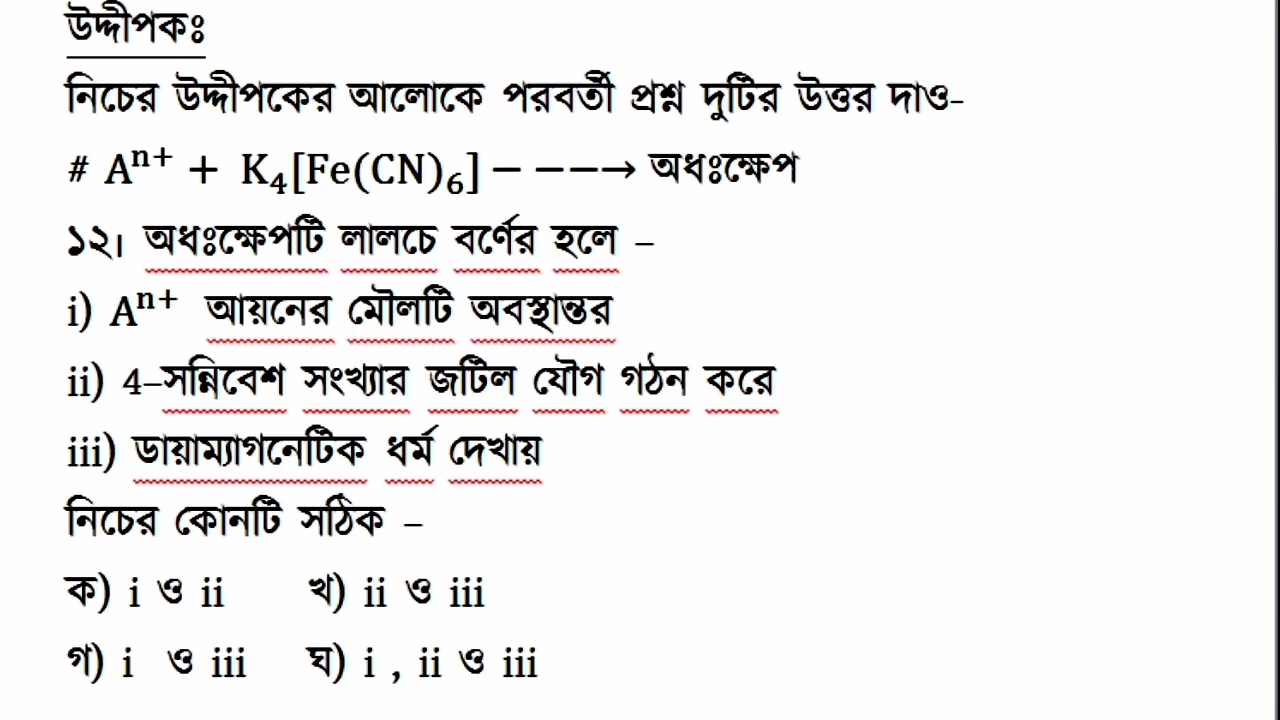 উদ্দীপকঃ
নিচের উদ্দীপকের আলোকে পরবর্তী প্রশ্ন দুটির উত্তর দাও-
# Aⁿ⁺ + K₄[Fe(CN)₆] – – –→ অধঃক্ষেপ
১২। অধঃক্ষেপটি লালচে বর্ণের হলে –
i) Aⁿ⁺ আয়নের মৌলটি অবস্থান্তর
ii) 4–সন্নিবেশ সংখ্যার জটিল যৌগ গঠন করে
iii) ডায়াম্যাগনেটিক ধর্ম দেখায়
নিচের কোনটি সঠিক –
ক) i ও ii খ) ii ও iii
গ) i ও iii ঘ) i , ii ও iii